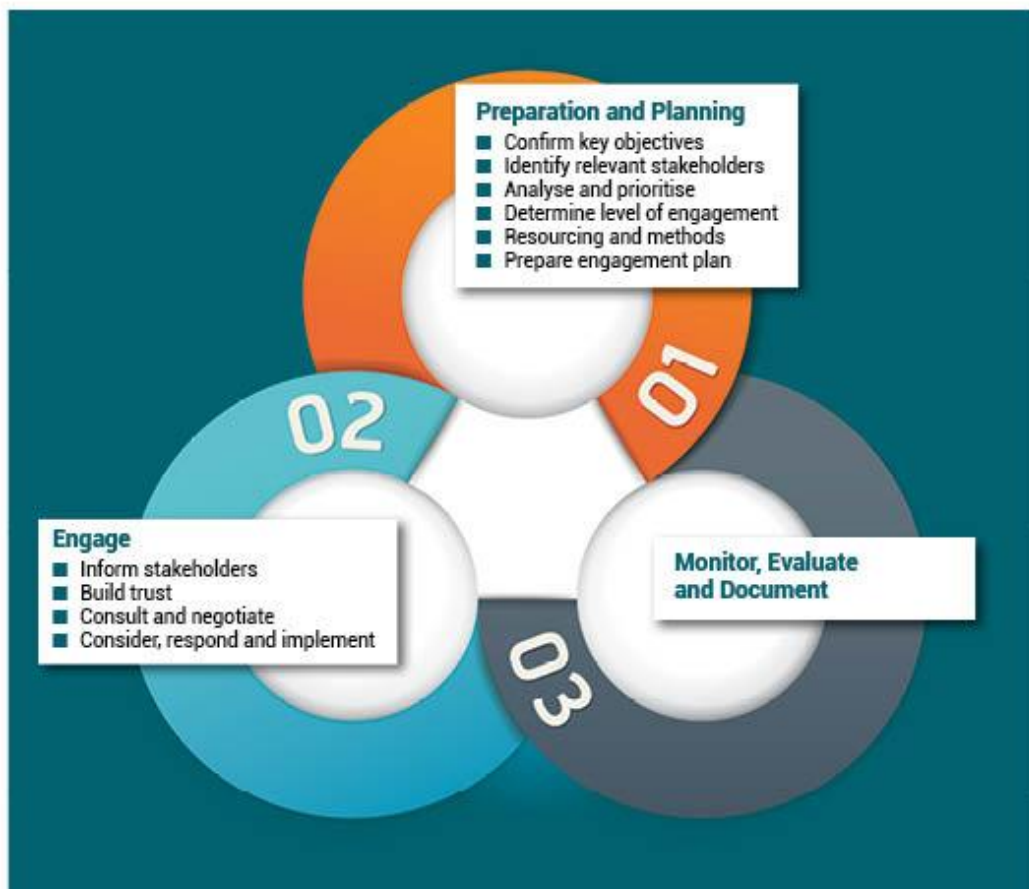 01
Preparation and Planning
Confirm key objectives
Identify relevant stakeholders
Analyse and prioritise
Determine level of engagement
Resourcing and methods
Prepare engagement plan
02
Engage
Inform stakeholders
Build trust
Consult and negotiate
Consider, respond and implement
03
Monitor, Evaluate
and Document